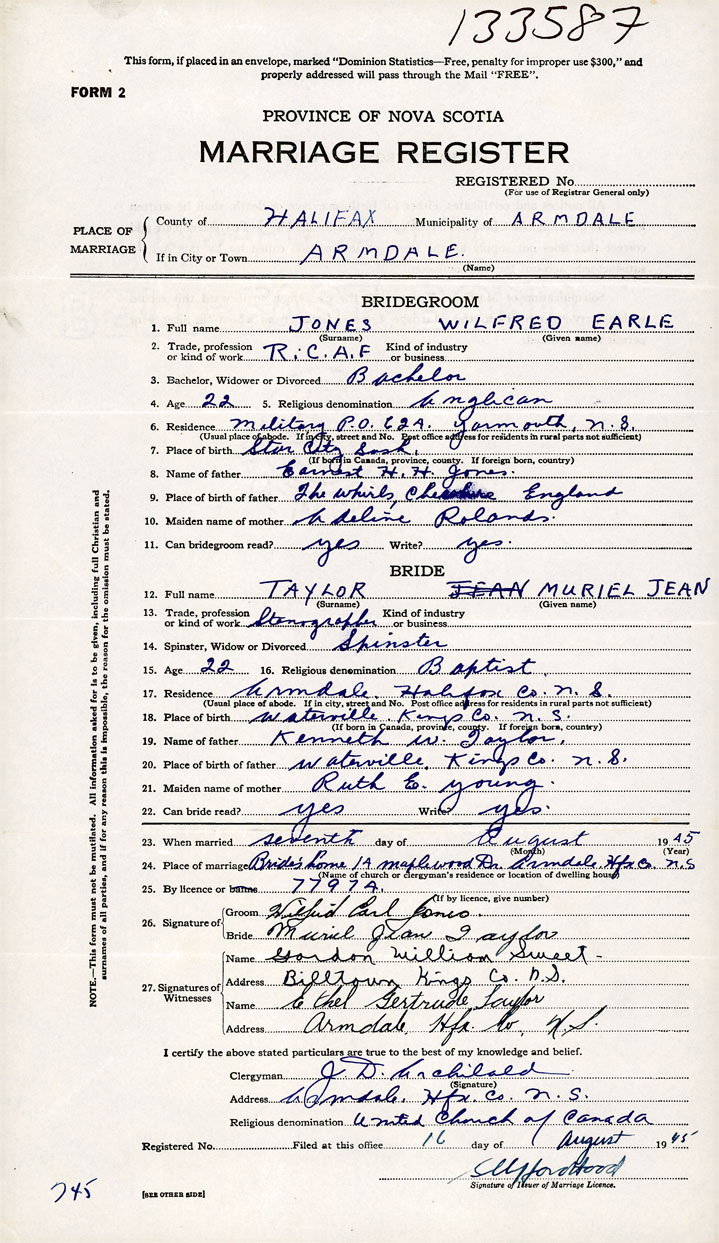 133587
This form, if placed in an envelope, marked "Dominion Statistics—Free, penalty for improper use $300," and
properly addressed will pass through the Mail "FREE".
FORM 2
PROVINCE OF NOVA SCOTIA
MARRIAGE REGISTER
REGISTERED No.
(For use of Registrar General only)
PLACE OF MARRIAGE
County of HALIFAX Municipality of ARMDALE
If in City or Town ARMDALE.
(Name)
BRIDEGROOM
1. Full name JONES WILFRED EARLE
(Surname) (Given name)
2. Trade, profession or kind of work R.C.A.F Kind of industry or business
3. Bachelor, Widower or Divorced Bachelor
4. Age 22 5. Religious denomination Anglican
6. Residence Military P.O. 624. Yarmouth, N.S.
(Usual place of abode. If in City, street and No. Post office address for residents in rural parts not sufficient)
7. Place of birth Star City Sask.
(If born in Canada, province, county. If foreign born, country)
8. Name of father Earnest H. H. Jones.
9. Place of birth of father The Whirls, Cheshire England
10. Maiden name of mother Adeline Rolands.
11. Can bridegroom read? yes Write? yes.
BRIDE
12. Full name TAYLOR JEAN MURIEL JEAN
(Surname) (Given name)
13. Trade, profession or kind of work Stenographer Kind of industry or business
14. Spinster, Widow or Divorced Spinster
15. Age 22 16. Religious denomination Baptist.
17. Residence Armdale. Halifax Co. N.S.
(Usual place of abode. If in city, street and No. Post office address for residents in rural parts not sufficient)
18. Place of birth Waterville. Kings Co. N.S.
(If born in Canada, province, county. If foreign born, country)
19. Name of father Kenneth W. Taylor.
20. Place of birth of father Waterville, Kings Co. N.S.
21. Maiden name of mother Ruth E. Young.
22. Can bride read? yes Write? yes.
23. When married seventh day of August 1945
(Month) (Year)
24. Place of marriage Bride's home 14 Maplewood Dr. Armdale. Hfx Co. N.S
(Name of church or clergyman's residence or location of dwelling house)
25. By licence or banns 77974.
(If by licence, give number)
26. Signature of
Groom Wilfrid Earl Jones.
Bride Muriel Jean Taylor
27. Signatures of Witnesses
Name Gordon William Sweet-
Address Billtown Kings Co. N.S.
Name Ethel Gertrude Taylor
Address Armdale, Hfx Co, N.S.
I certify the above stated particulars are true to the best of my knowledge and belief.
Clergyman J. D. Archibald
(Signature)
Address Armdale. Hfx. Co. N.S.
Religious denomination United Church of Canada
Registered No. Filed at this office 16 day of August 1945
Signature of Issuer of Marriage Licence.
745
[SEE OTHER SIDE]
NOTE.—This form must not be mutilated. All information asked for is to be given, including full Christian and
surnames of all parties, and if for any reason this is impossible, the reason for the omission must be stated.